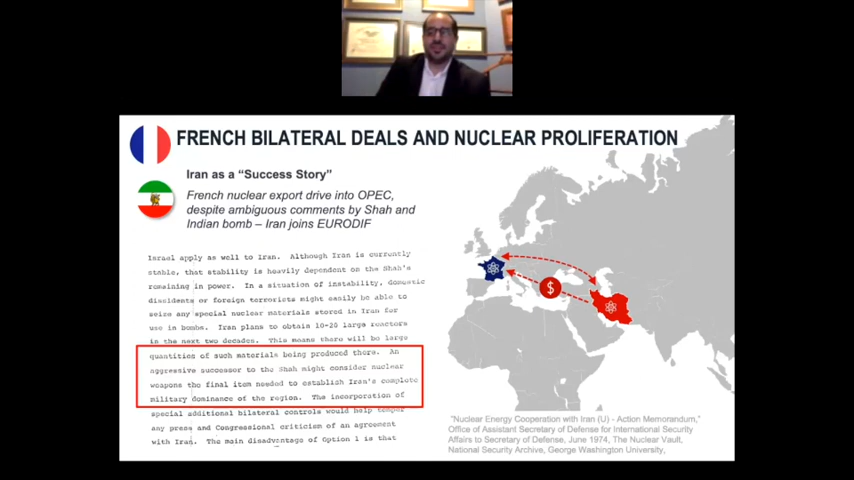 FRENCH BILATERAL DEALS AND NUCLEAR PROLIFERATION
Iran as a “Success Story”
French nuclear export drive into OPEC,
despite ambiguous comments by Shah and
Indian bomb – Iran joins EURODIF
Israel apply as well to Iran. Although Iran is currently
stable, that stability is heavily dependent on the Shah's
remaining in power. In a situation of instability, domestic
dissidents or foreign terrorists might easily be able to
seize any special nuclear materials stored in Iran for
use in bombs. Iran plans to obtain 10-20 large reactors
in the next two decades. This means there will be large
quantities of such materials being produced there. An
aggressive successor to the Shah might consider nuclear
weapons the final item needed to establish Iran's complete
military dominance of the region. The incorporation of
special additional bilateral controls would help temper
any press and Congressional criticism of an agreement
with Iran. The main disadvantage of Option 1 is that
$
"Nuclear Energy Cooperation with Iran (U) - Action Memorandum,"
Office of Assistant Secretary of Defense for International Security
Affairs to Secretary of Defense, June 1974, The Nuclear Vault,
National Security Archive, George Washington University,